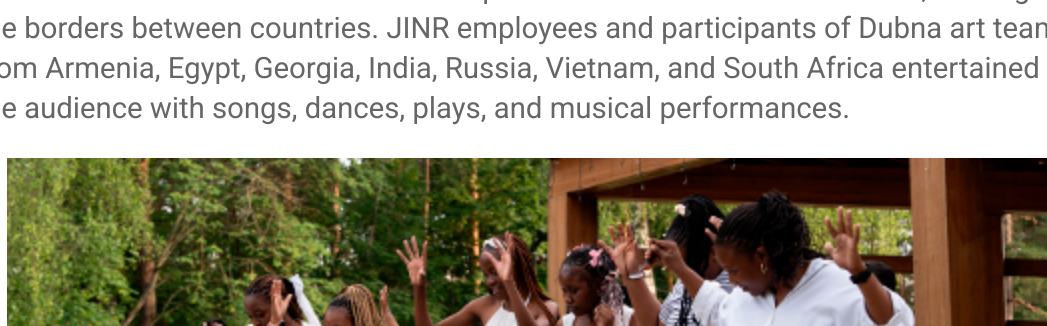 e borders between countries. JINR employees and participants of Dubna art tean
om Armenia, Egypt, Georgia, India, Russia, Vietnam, and South Africa entertained
e audience with songs, dances, plays, and musical performances.